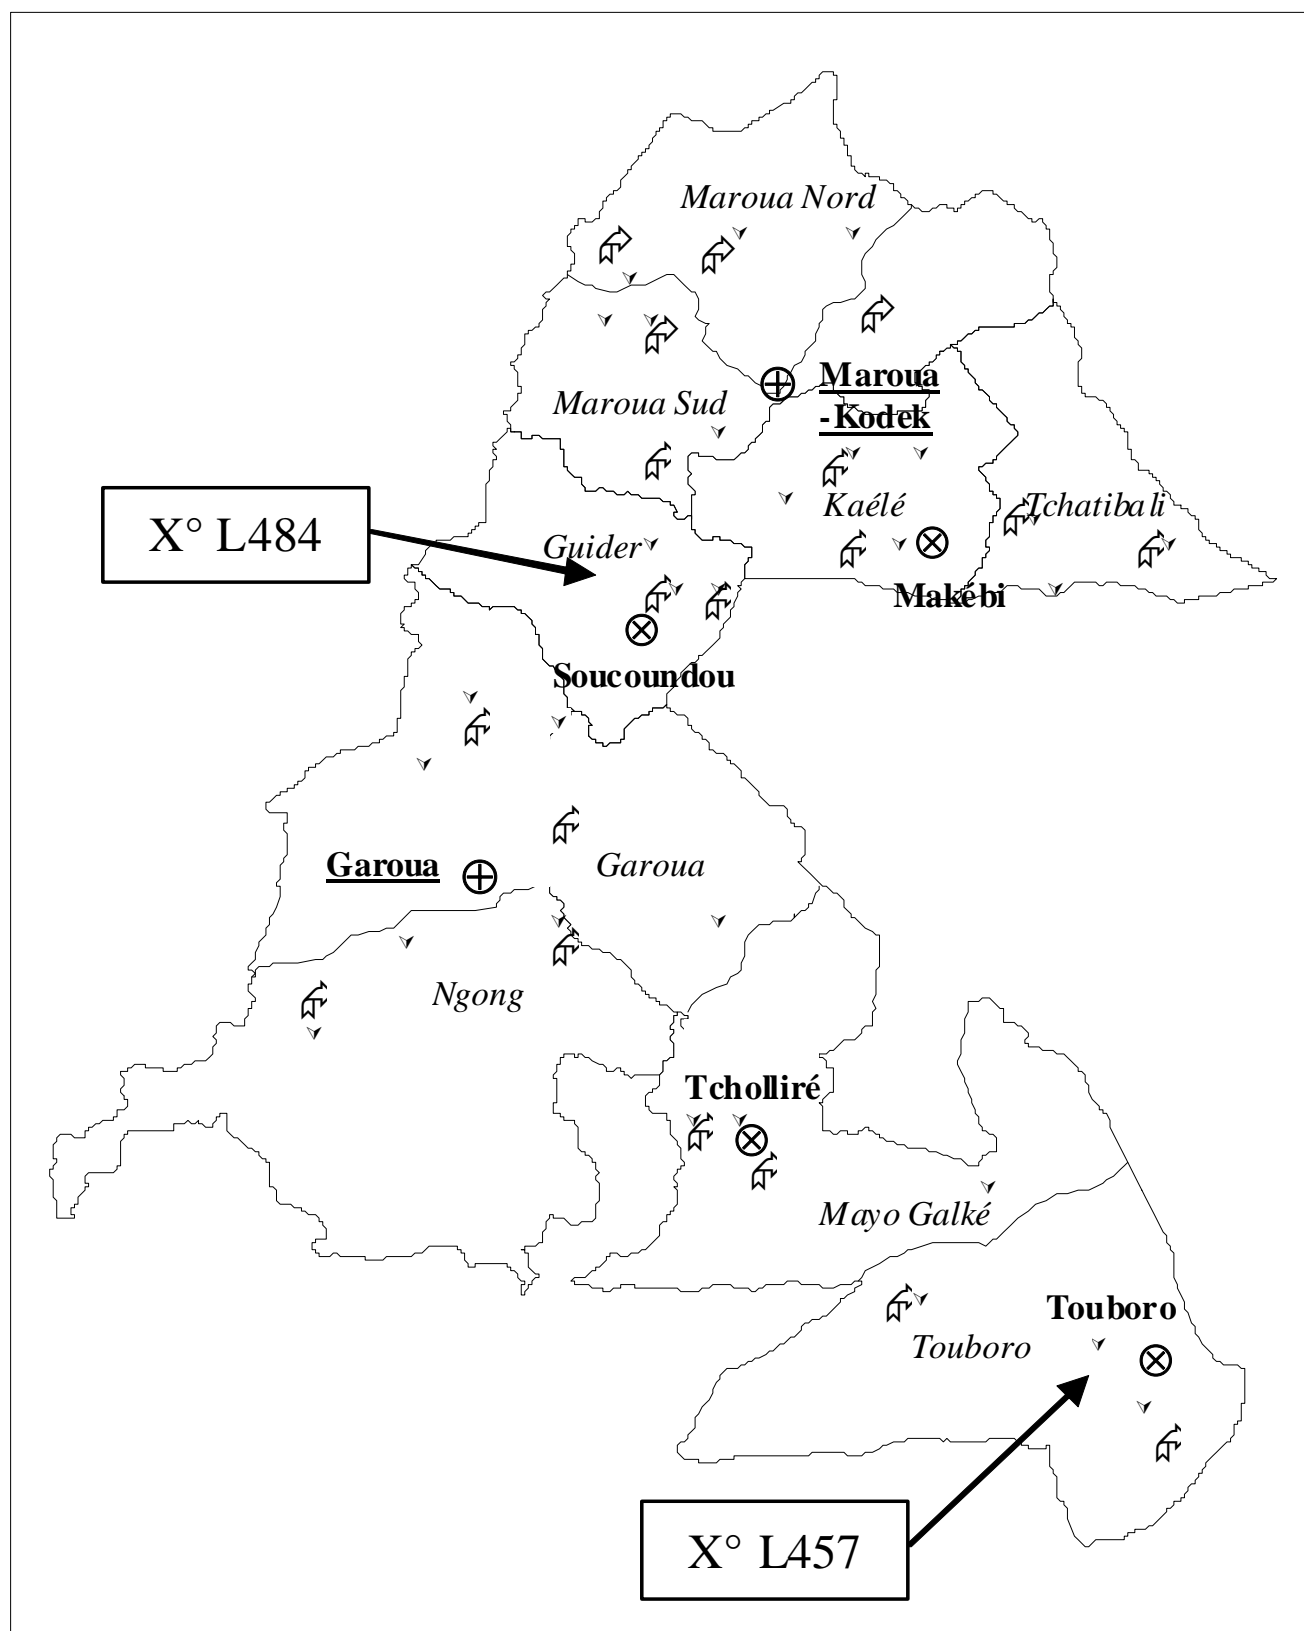 Maroua Nord
Maroua
-Kodek
Maroua Sud
X° L484
Guider
Kaélé
Tchatibali
Makébi
Soucoundou
Garoua
Garoua
Ngong
Tcholliré
Mayo Galké
Touboro
Touboro
X° L457